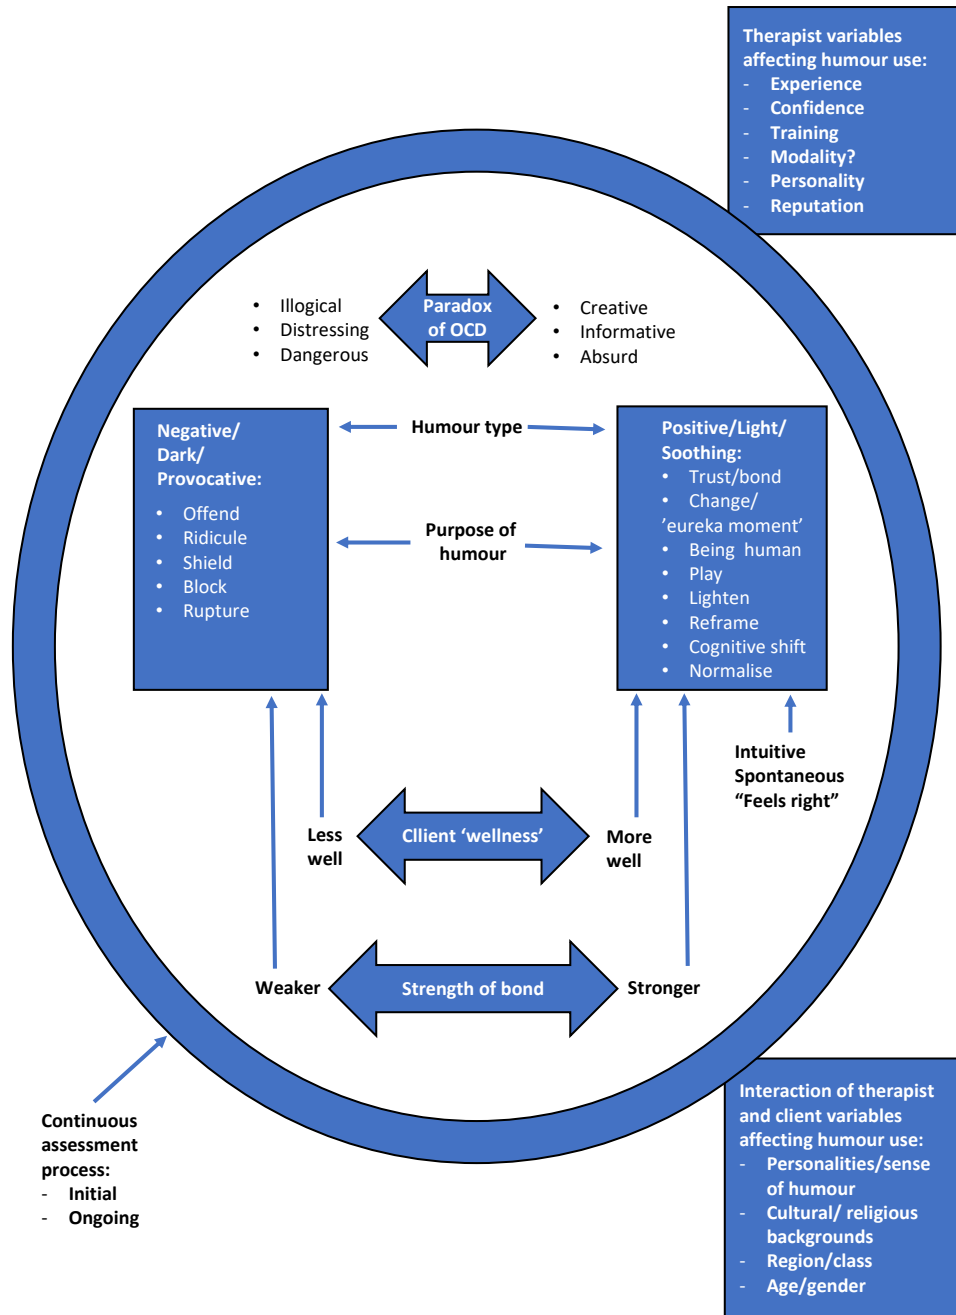 Therapist variables
affecting humour use:
- Experience
- Confidence
- Training
- Modality?
- Personality
- Reputation
• Illogical
• Distressing
• Dangerous
Paradox
of OCD
• Creative
• Informative
• Absurd
Negative/
Dark/
Provocative:
• Offend
• Ridicule
• Shield
• Block
• Rupture
Humour type
Purpose of
humour
Positive/Light/
Soothing:
• Trust/bond
• Change/
’eureka moment’
• Being human
• Play
• Lighten
• Reframe
• Cognitive shift
• Normalise
Intuitive
Spontaneous
“Feels right”
Less
well
Cllient ‘wellness’
More
well
Weaker
Strength of bond
Stronger
Continuous
assessment
process:
- Initial
- Ongoing
Interaction of therapist
and client variables
affecting humour use:
- Personalities/sense
of humour
- Cultural/ religious
backgrounds
- Region/class
- Age/gender